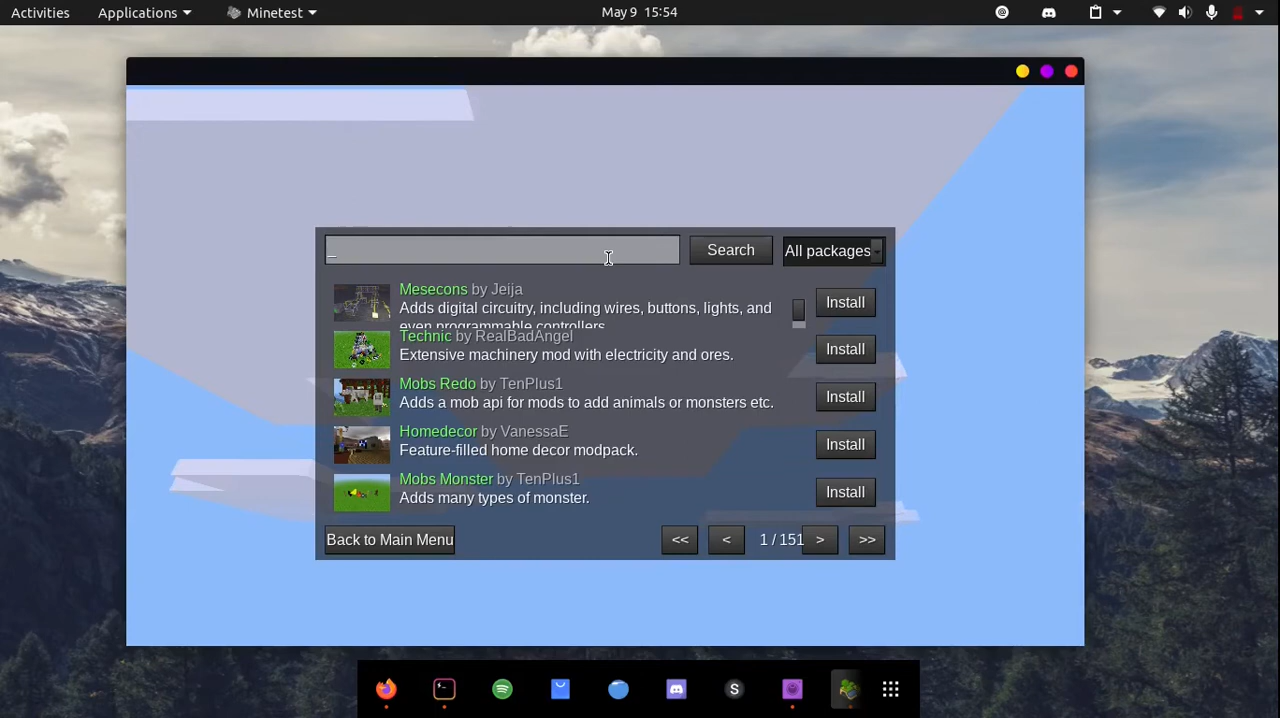 Activities Applications Minetest May 9 15:54
Search All packages
Mesecons by Jeija
Adds digital circuitry, including wires, buttons, lights, and
even programmable controllers.
Install
Technic by RealBadAngel
Extensive machinery mod with electricity and ores.
Install
Mobs Redo by TenPlus1
Adds a mob api for mods to add animals or monsters etc.
Install
Homedecor by VanessaE
Feature-filled home decor modpack.
Install
Mobs Monster by TenPlus1
Adds many types of monster.
Install
Back to Main Menu << < 1 / 151 > >>
S